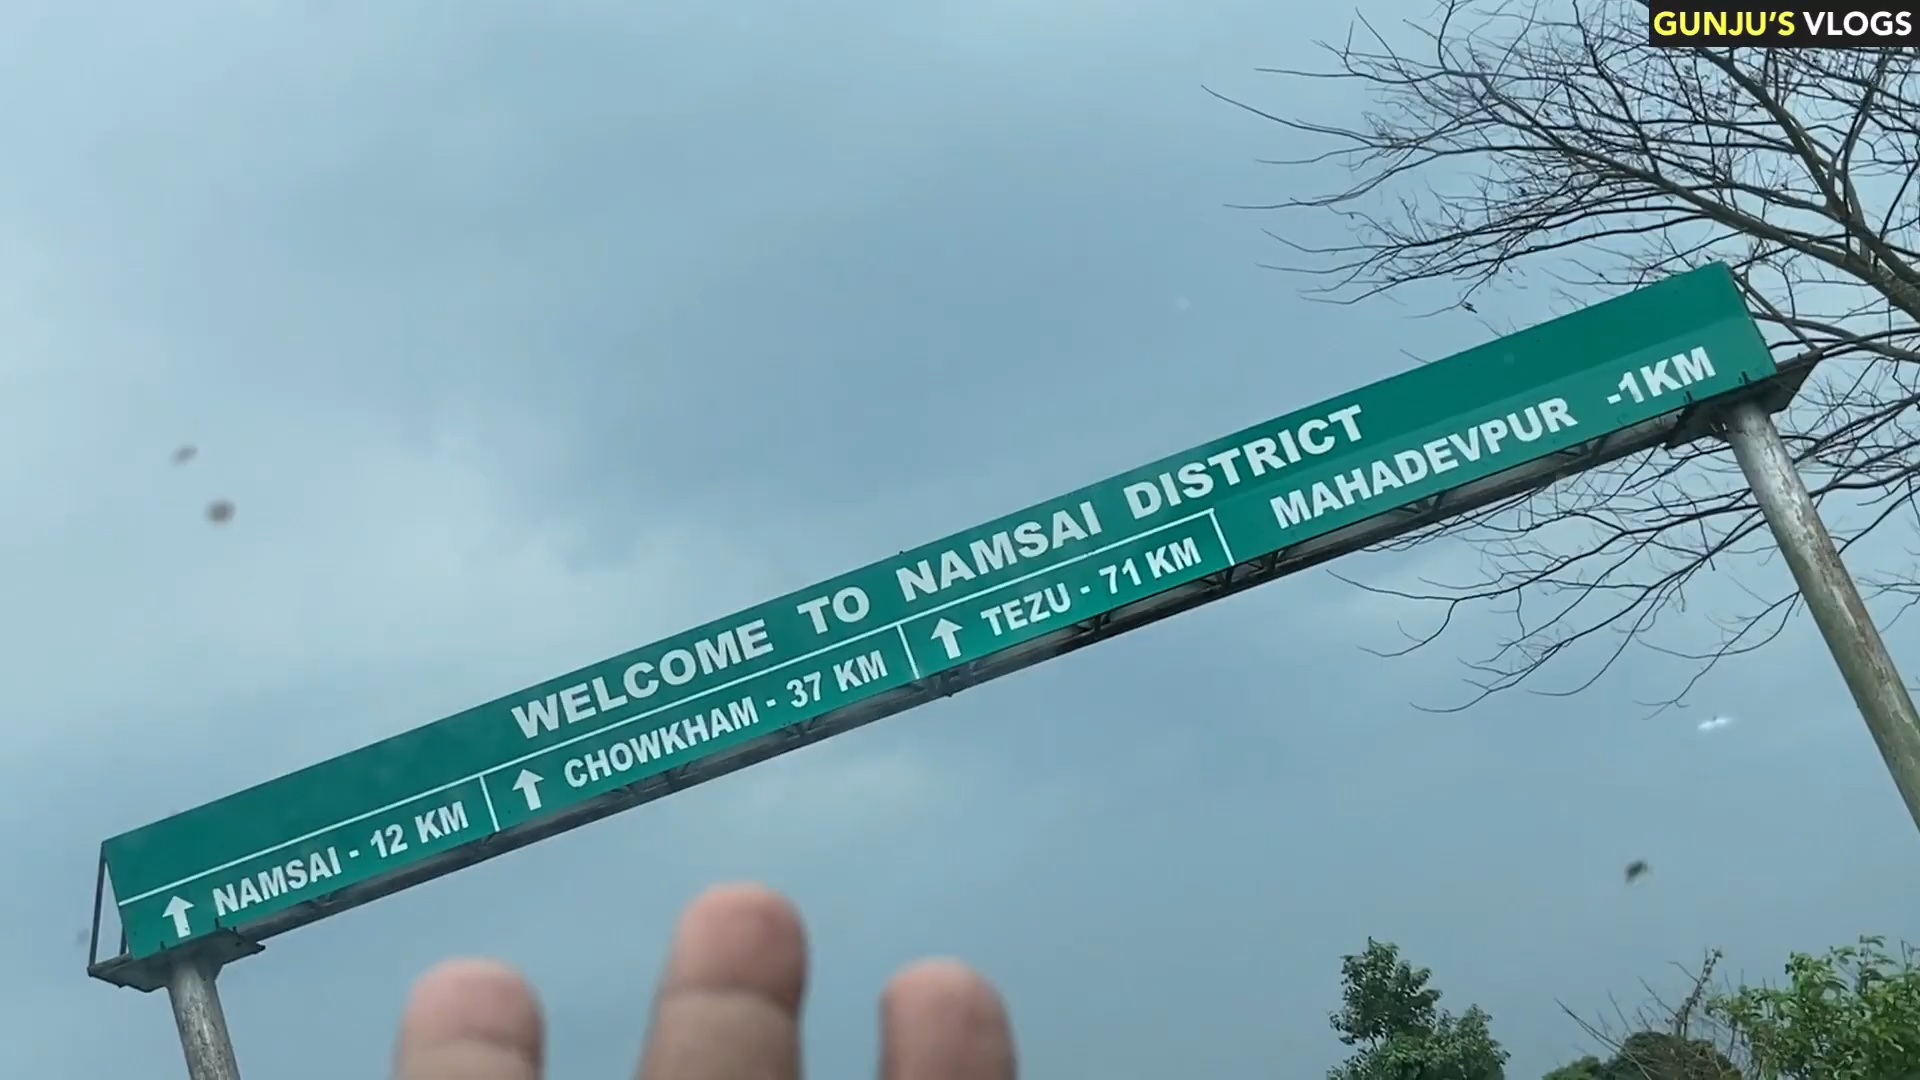 GUNJU'S VLOGS
WELCOME TO NAMSAI DISTRICT
NAMSAI - 12 KM
CHOWKHAM - 37 KM
TEZU - 71 KM
MAHADEVPUR -1KM